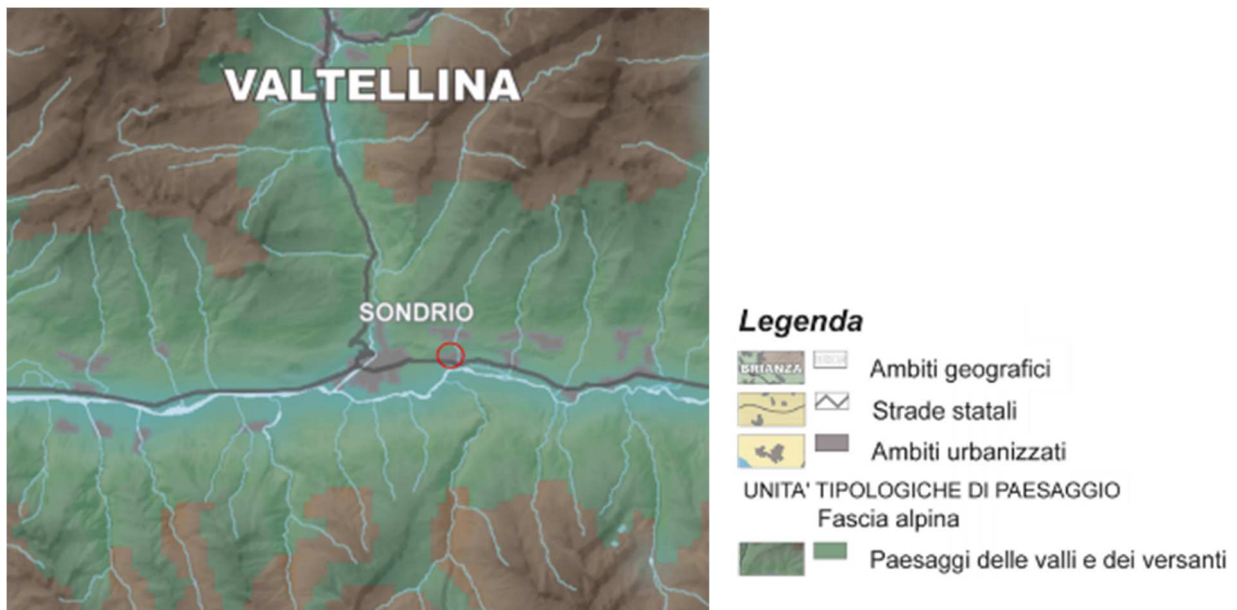 VALTELLINA
SONDRIO
Legenda
BRIANZA
Ambiti geografici
Strade statali
Ambiti urbanizzati
UNITA' TIPOLOGICHE DI PAESAGGIO
Fascia alpina
Paesaggi delle valli e dei versanti